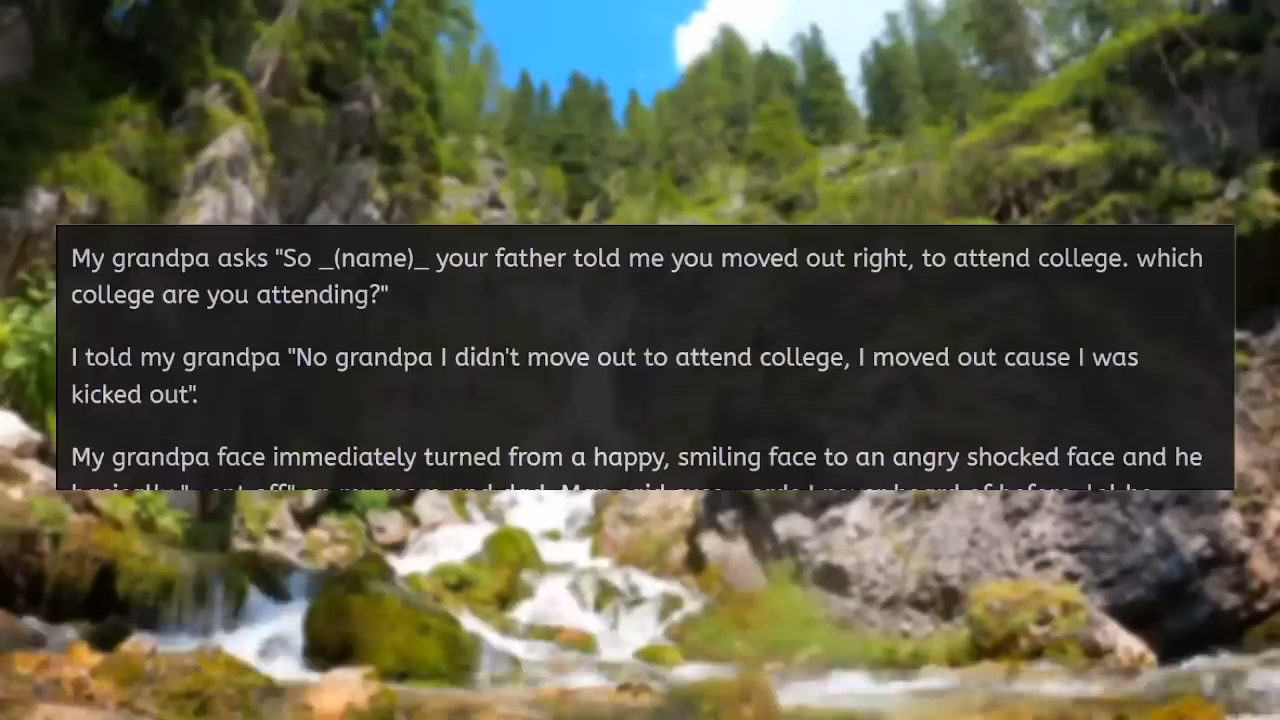 My grandpa asks "So _(name)_ your father told me you moved out right, to attend college. which
college are you attending?"
I told my grandpa "No grandpa I didn't move out to attend college, I moved out cause I was
kicked out".
My grandpa face immediately turned from a happy, smiling face to an angry shocked face and he